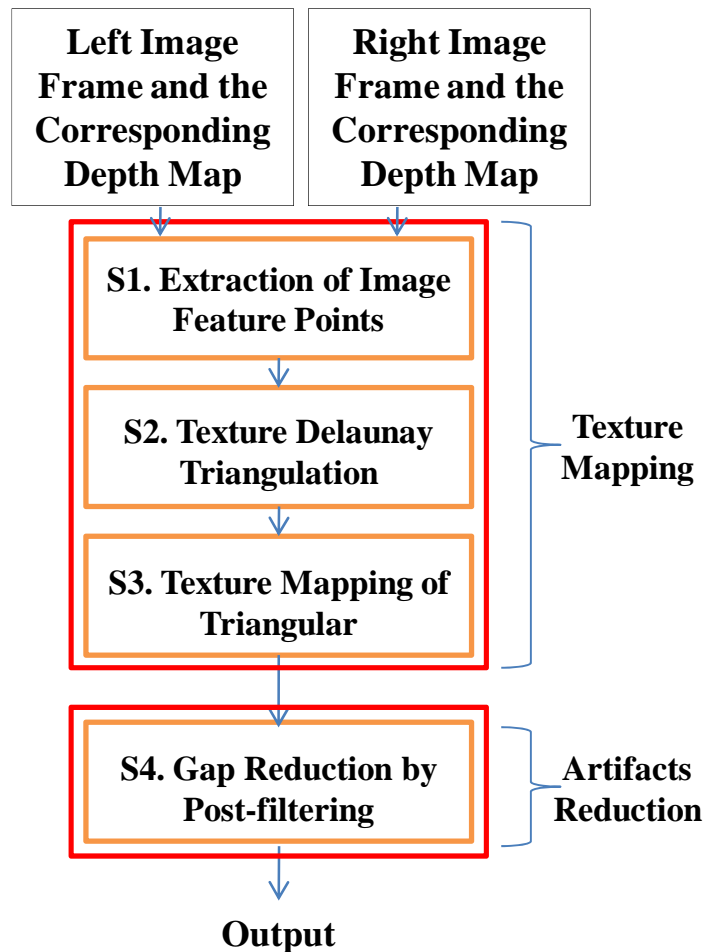 Left Image
Frame and the
Corresponding
Depth Map
Right Image
Frame and the
Corresponding
Depth Map
S1. Extraction of Image
Feature Points
S2. Texture Delaunay
Triangulation
S3. Texture Mapping of
Triangular
Texture
Mapping
S4. Gap Reduction by
Post-filtering
Artifacts
Reduction
Output